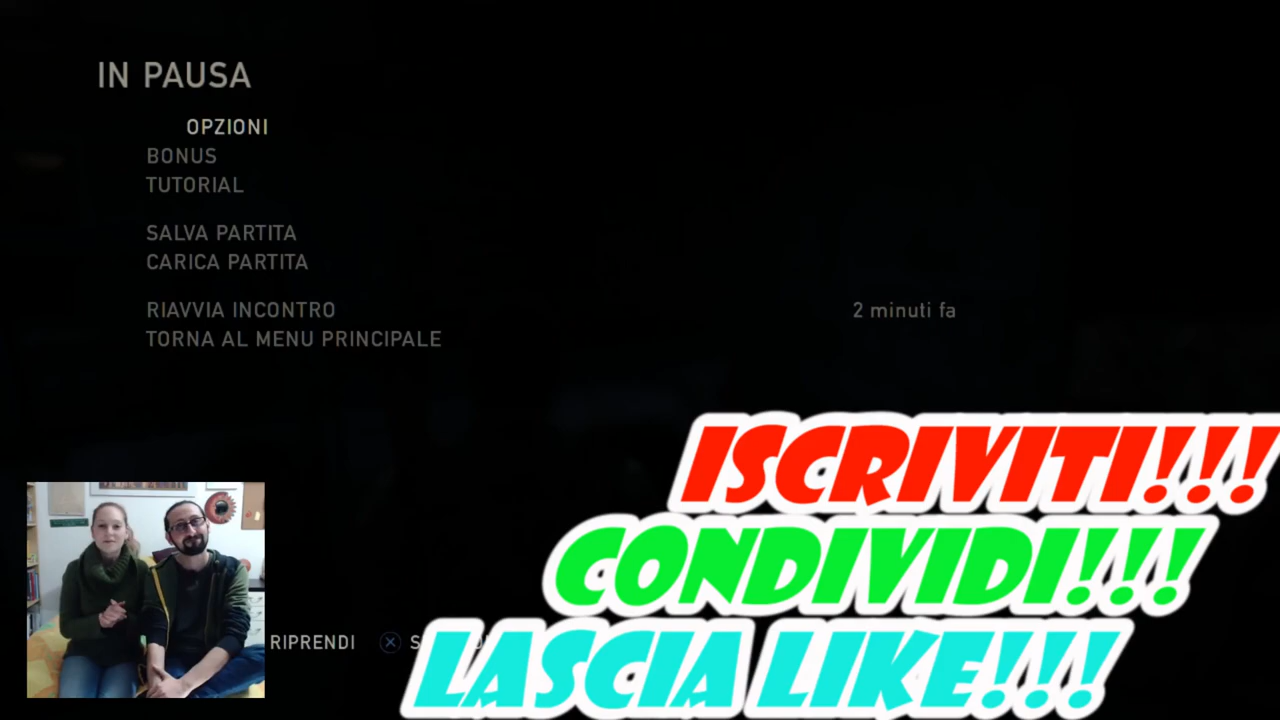 IN PAUSA
OPZIONI
BONUS
TUTORIAL
SALVA PARTITA
CARICA PARTITA
RIAVVIA INCONTRO 2 minuti fa
TORNA AL MENU PRINCIPALE
ISCRIVITI!!!
CONDIVIDI!!!
RIPRENDI
LASCIA LIKE!!!